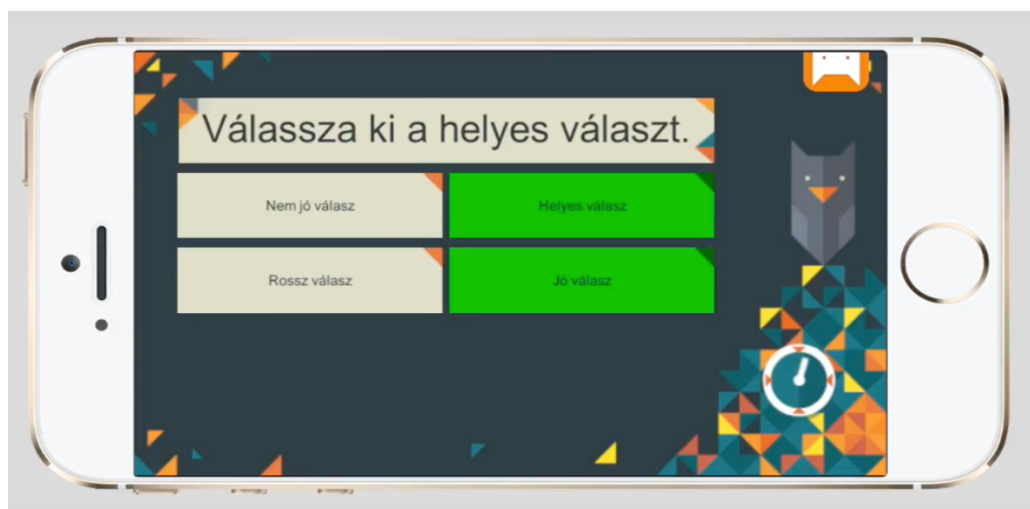 Válassza ki a helyes választ.
Nem jó válasz
Helyes válasz
Rossz válasz
Jó válasz